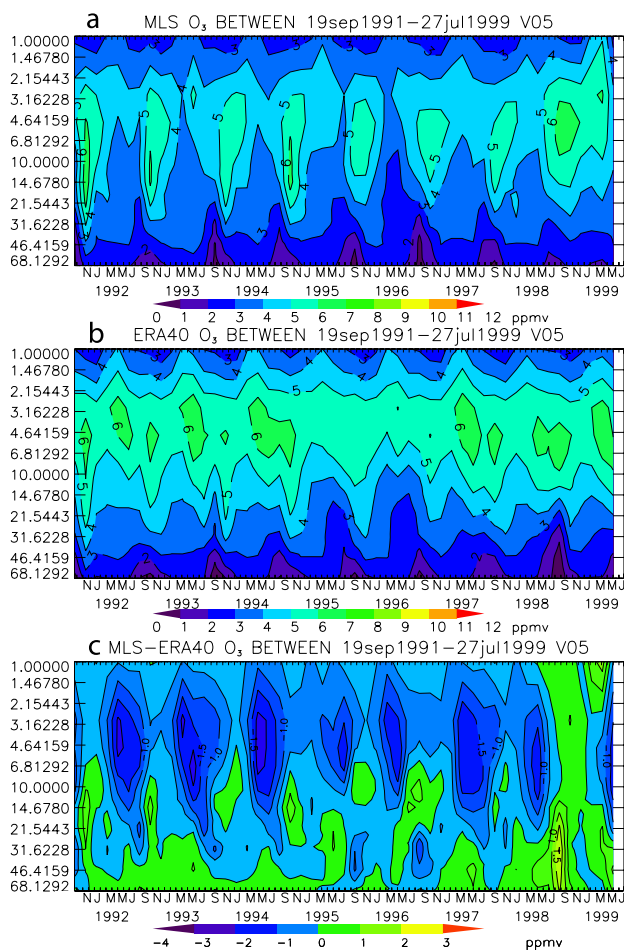 a
MLS O₃ BETWEEN 19sep1991−27jul1999 V05
1.00000
1.46780
2.15443
3.16228
4.64159
6.81292
10.0000
14.6780
21.5443
31.6228
46.4159
68.1292
N J M M J S N J M M J S N J M M J S N J M M J S N J M M J S N J M M J S N J M M J S N J M M J
1992 1993 1994 1995 1996 1997 1998 1999
0 1 2 3 4 5 6 7 8 9 10 11 12 ppmv
b
ERA40 O₃ BETWEEN 19sep1991−27jul1999 V05
1.00000
1.46780
2.15443
3.16228
4.64159
6.81292
10.0000
14.6780
21.5443
31.6228
46.4159
68.1292
N J M M J S N J M M J S N J M M J S N J M M J S N J M M J S N J M M J S N J M M J S N J M M J
1992 1993 1994 1995 1996 1997 1998 1999
0 1 2 3 4 5 6 7 8 9 10 11 12 ppmv
c
MLS−ERA40 O₃ BETWEEN 19sep1991−27jul1999 V05
1.00000
1.46780
2.15443
3.16228
4.64159
6.81292
10.0000
14.6780
21.5443
31.6228
46.4159
68.1292
N J M M J S N J M M J S N J M M J S N J M M J S N J M M J S N J M M J S N J M M J S N J M M J
1992 1993 1994 1995 1996 1997 1998 1999
−4 −3 −2 −1 0 1 2 3 ppmv